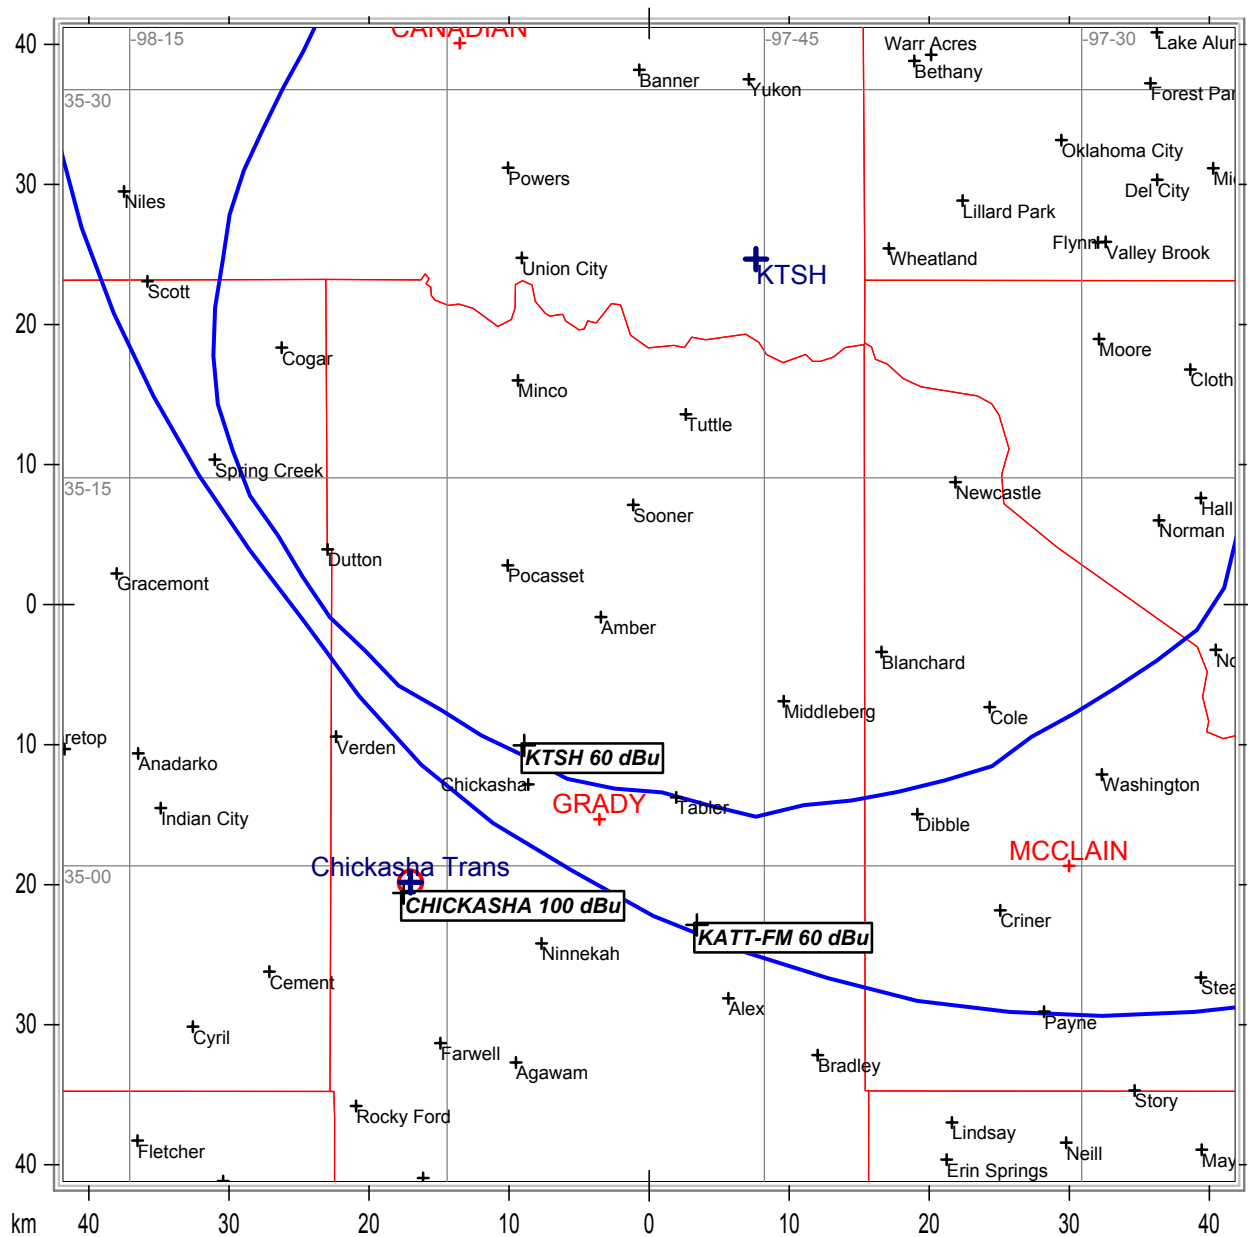 CANADIAN
40
-98-15
-97-45
Warr Acres
-97-30
Lake Alur
Bethany
Banner
Yukon
Forest Par
35-30
Oklahoma City
30
Powers
Del City
Mi
Niles
Lillard Park
Flynn
Valley Brook
Wheatland
Union City
KTSH
Scott
20
Cogar
Moore
Minco
Cloth
Tuttle
10
Spring Creek
35-15
Newcastle
Hall
Sooner
Norman
Dutton
Pocasset
Gracemont
0
Amber
Blanchard
No
Middleberg
Cole
10
retop
Verden
Anadarko
KTSH 60 dBu
Chickasha
Washington
GRADY
Tabler
Indian City
Dibble
MCCLAIN
Chickasha Trans
35-00
20
CHICKASHA 100 dBu
Criner
KATT-FM 60 dBu
Ninnekah
Cement
Stea
Alex
30
Cyril
Payne
Farwell
Bradley
Agawam
Rocky Ford
Story
Fletcher
Lindsay
Neill
May
40
Erin Springs
km 40 30 20 10 0 10 20 30 40